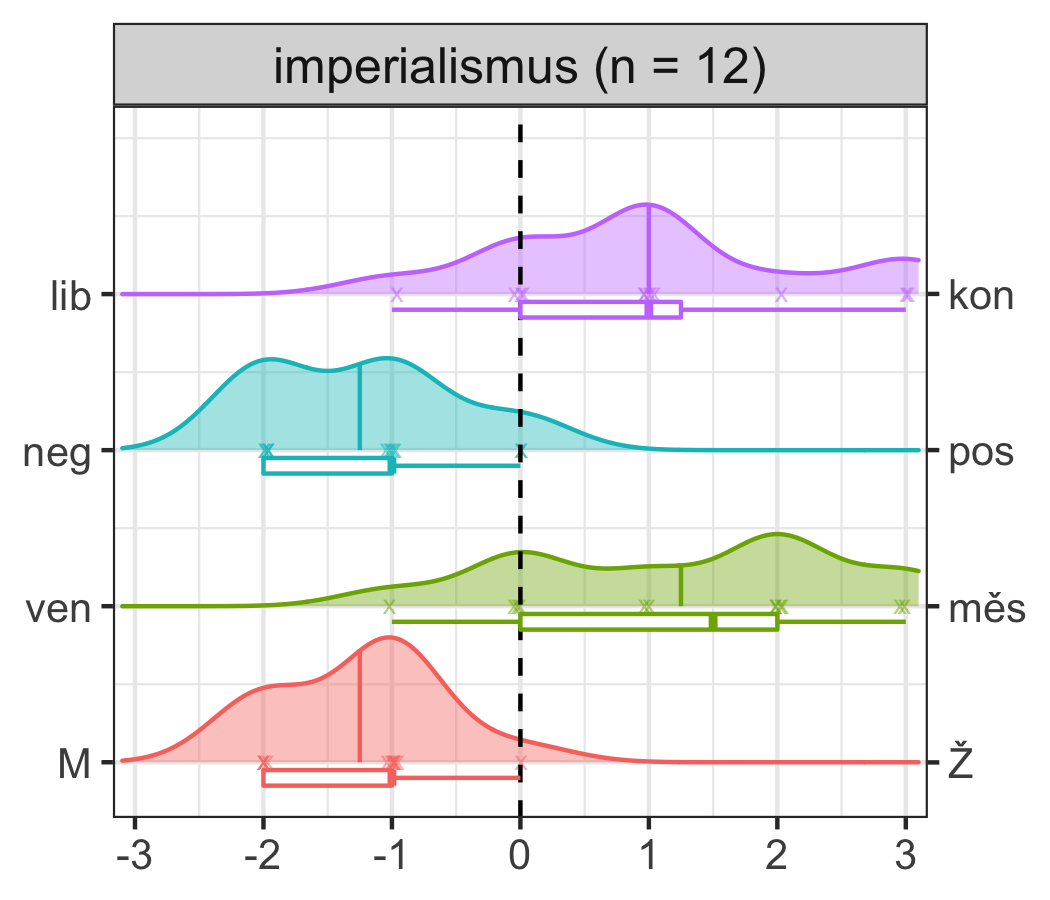 imperialismus (n = 12)
lib kon
neg pos
ven měs
M Ž
-3 -2 -1 0 1 2 3